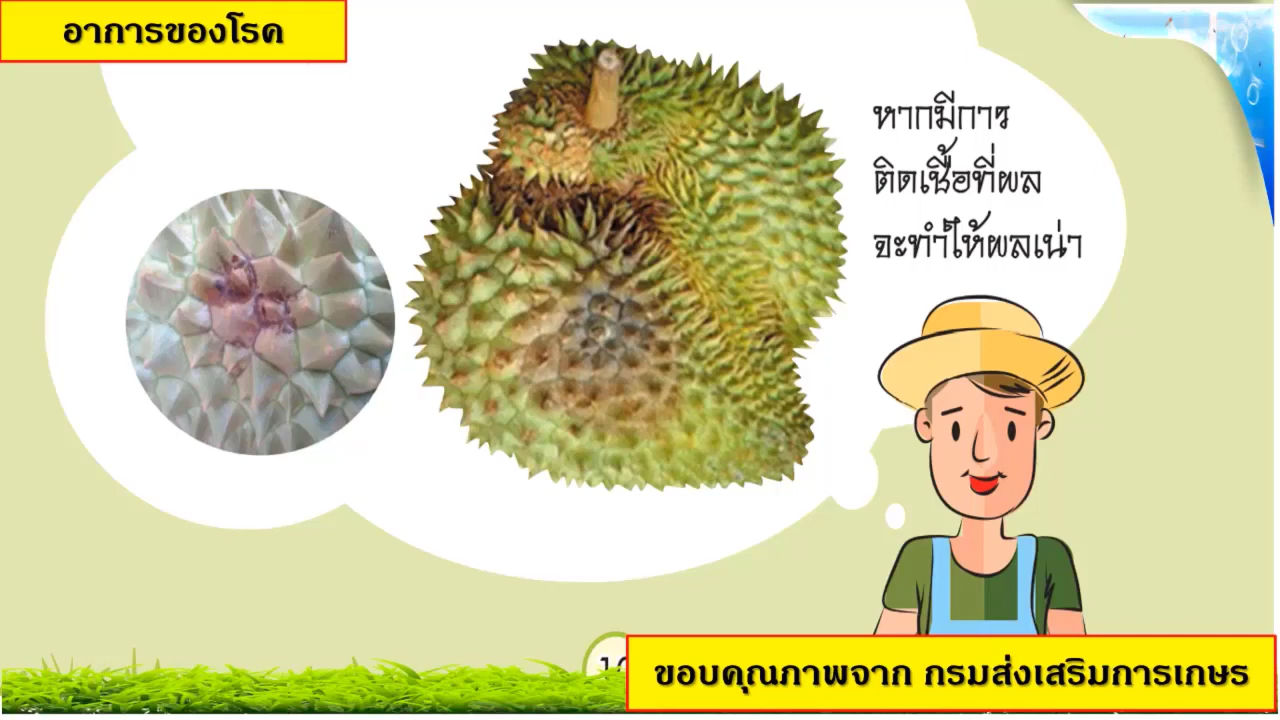 อาการของโรค
หากมีการ
ติดเชื้อที่ผล
จะทำให้ผลเน่า
ขอบคุณภาพจาก กรมส่งเสริมการเกษร